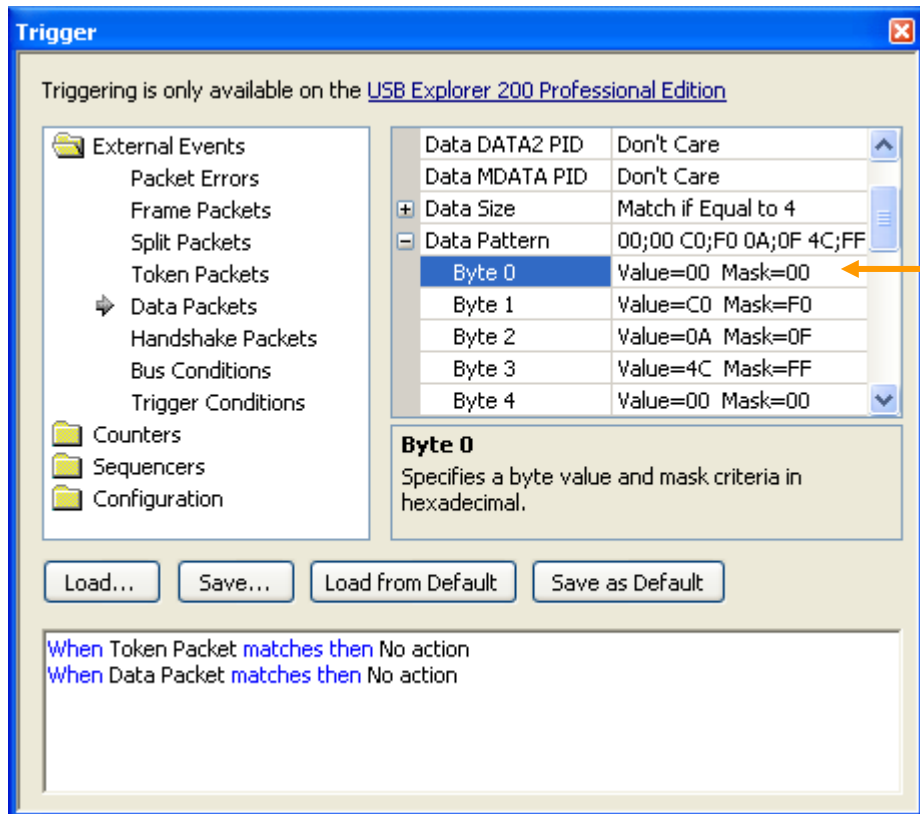 Trigger
Triggering is only available on the USB Explorer 200 Professional Edition
External Events
Packet Errors
Frame Packets
Split Packets
Token Packets
Data Packets
Handshake Packets
Bus Conditions
Trigger Conditions
Counters
Sequencers
Configuration
Data DATA2 PID Don't Care
Data MDATA PID Don't Care
Data Size Match if Equal to 4
Data Pattern 00;00 C0;F0 0A;0F 4C;FF
Byte 0 Value=00 Mask=00
Byte 1 Value=C0 Mask=F0
Byte 2 Value=0A Mask=0F
Byte 3 Value=4C Mask=FF
Byte 4 Value=00 Mask=00
Byte 0
Specifies a byte value and mask criteria in
hexadecimal.
Load... Save... Load from Default Save as Default
When Token Packet matches then No action
When Data Packet matches then No action